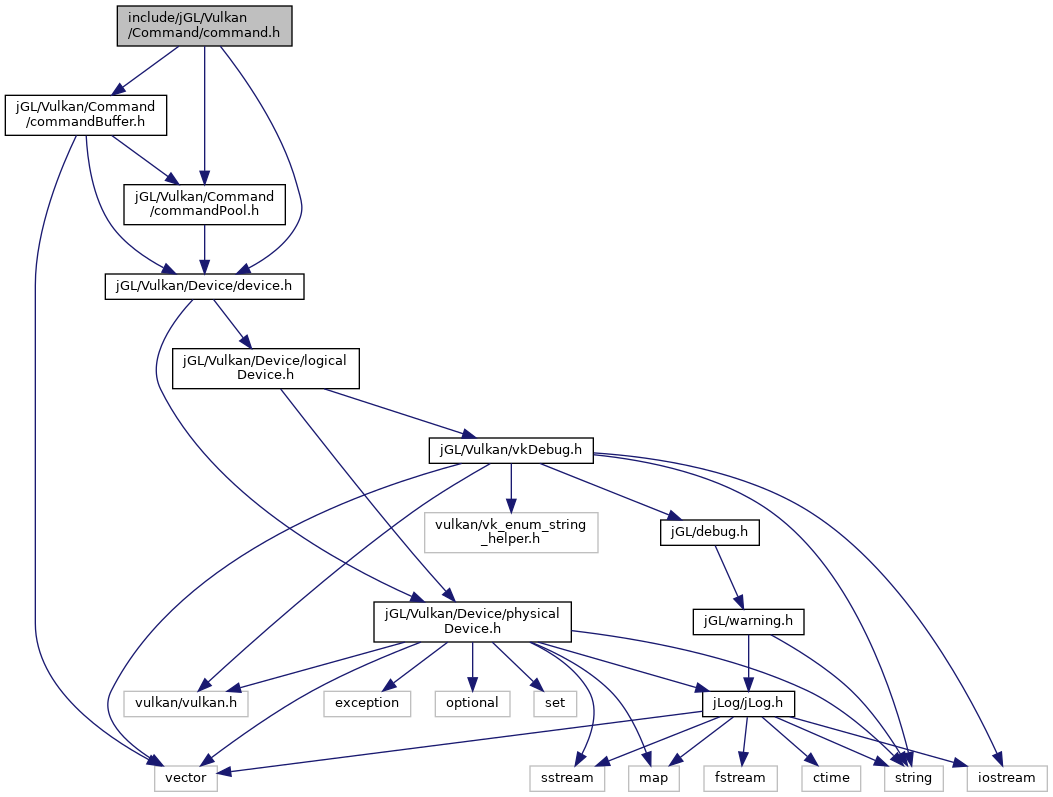 include/jGL/Vulkan
/Command/command.h
jGL/Vulkan/Command
/commandBuffer.h
jGL/Vulkan/Command
/commandPool.h
jGL/Vulkan/Device/device.h
jGL/Vulkan/Device/logical
Device.h
jGL/Vulkan/vkDebug.h
vulkan/vk_enum_string
_helper.h
jGL/debug.h
jGL/Vulkan/Device/physical
Device.h
jGL/warning.h
vulkan/vulkan.h
exception
optional
set
jLog/jLog.h
vector
sstream
map
fstream
ctime
string
iostream